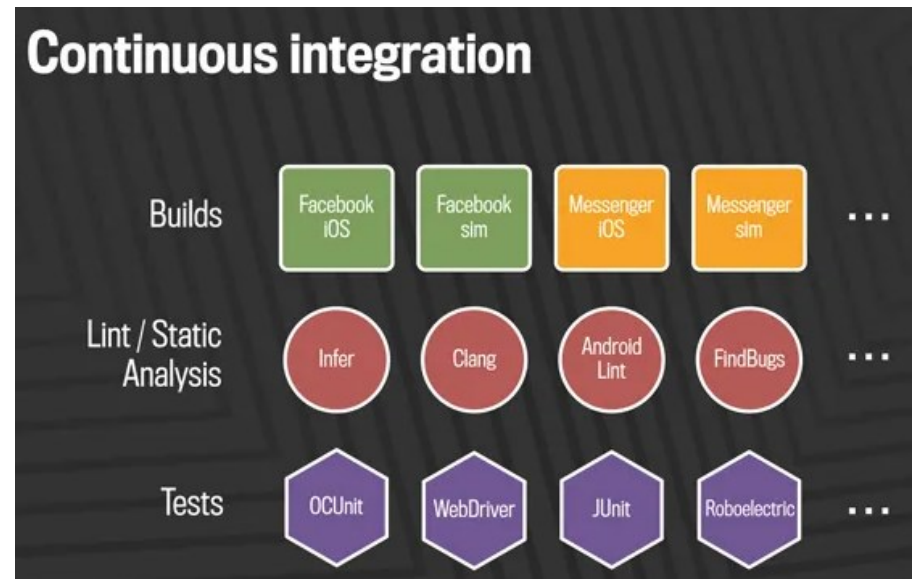 Continuous integration
Builds
Facebook
iOS
Facebook
sim
Messenger
iOS
Messenger
sim
...
Lint / Static
Analysis
Infer
Clang
Android
Lint
FindBugs
...
Tests
OCUnit
WebDriver
JUnit
Roboelectric
...